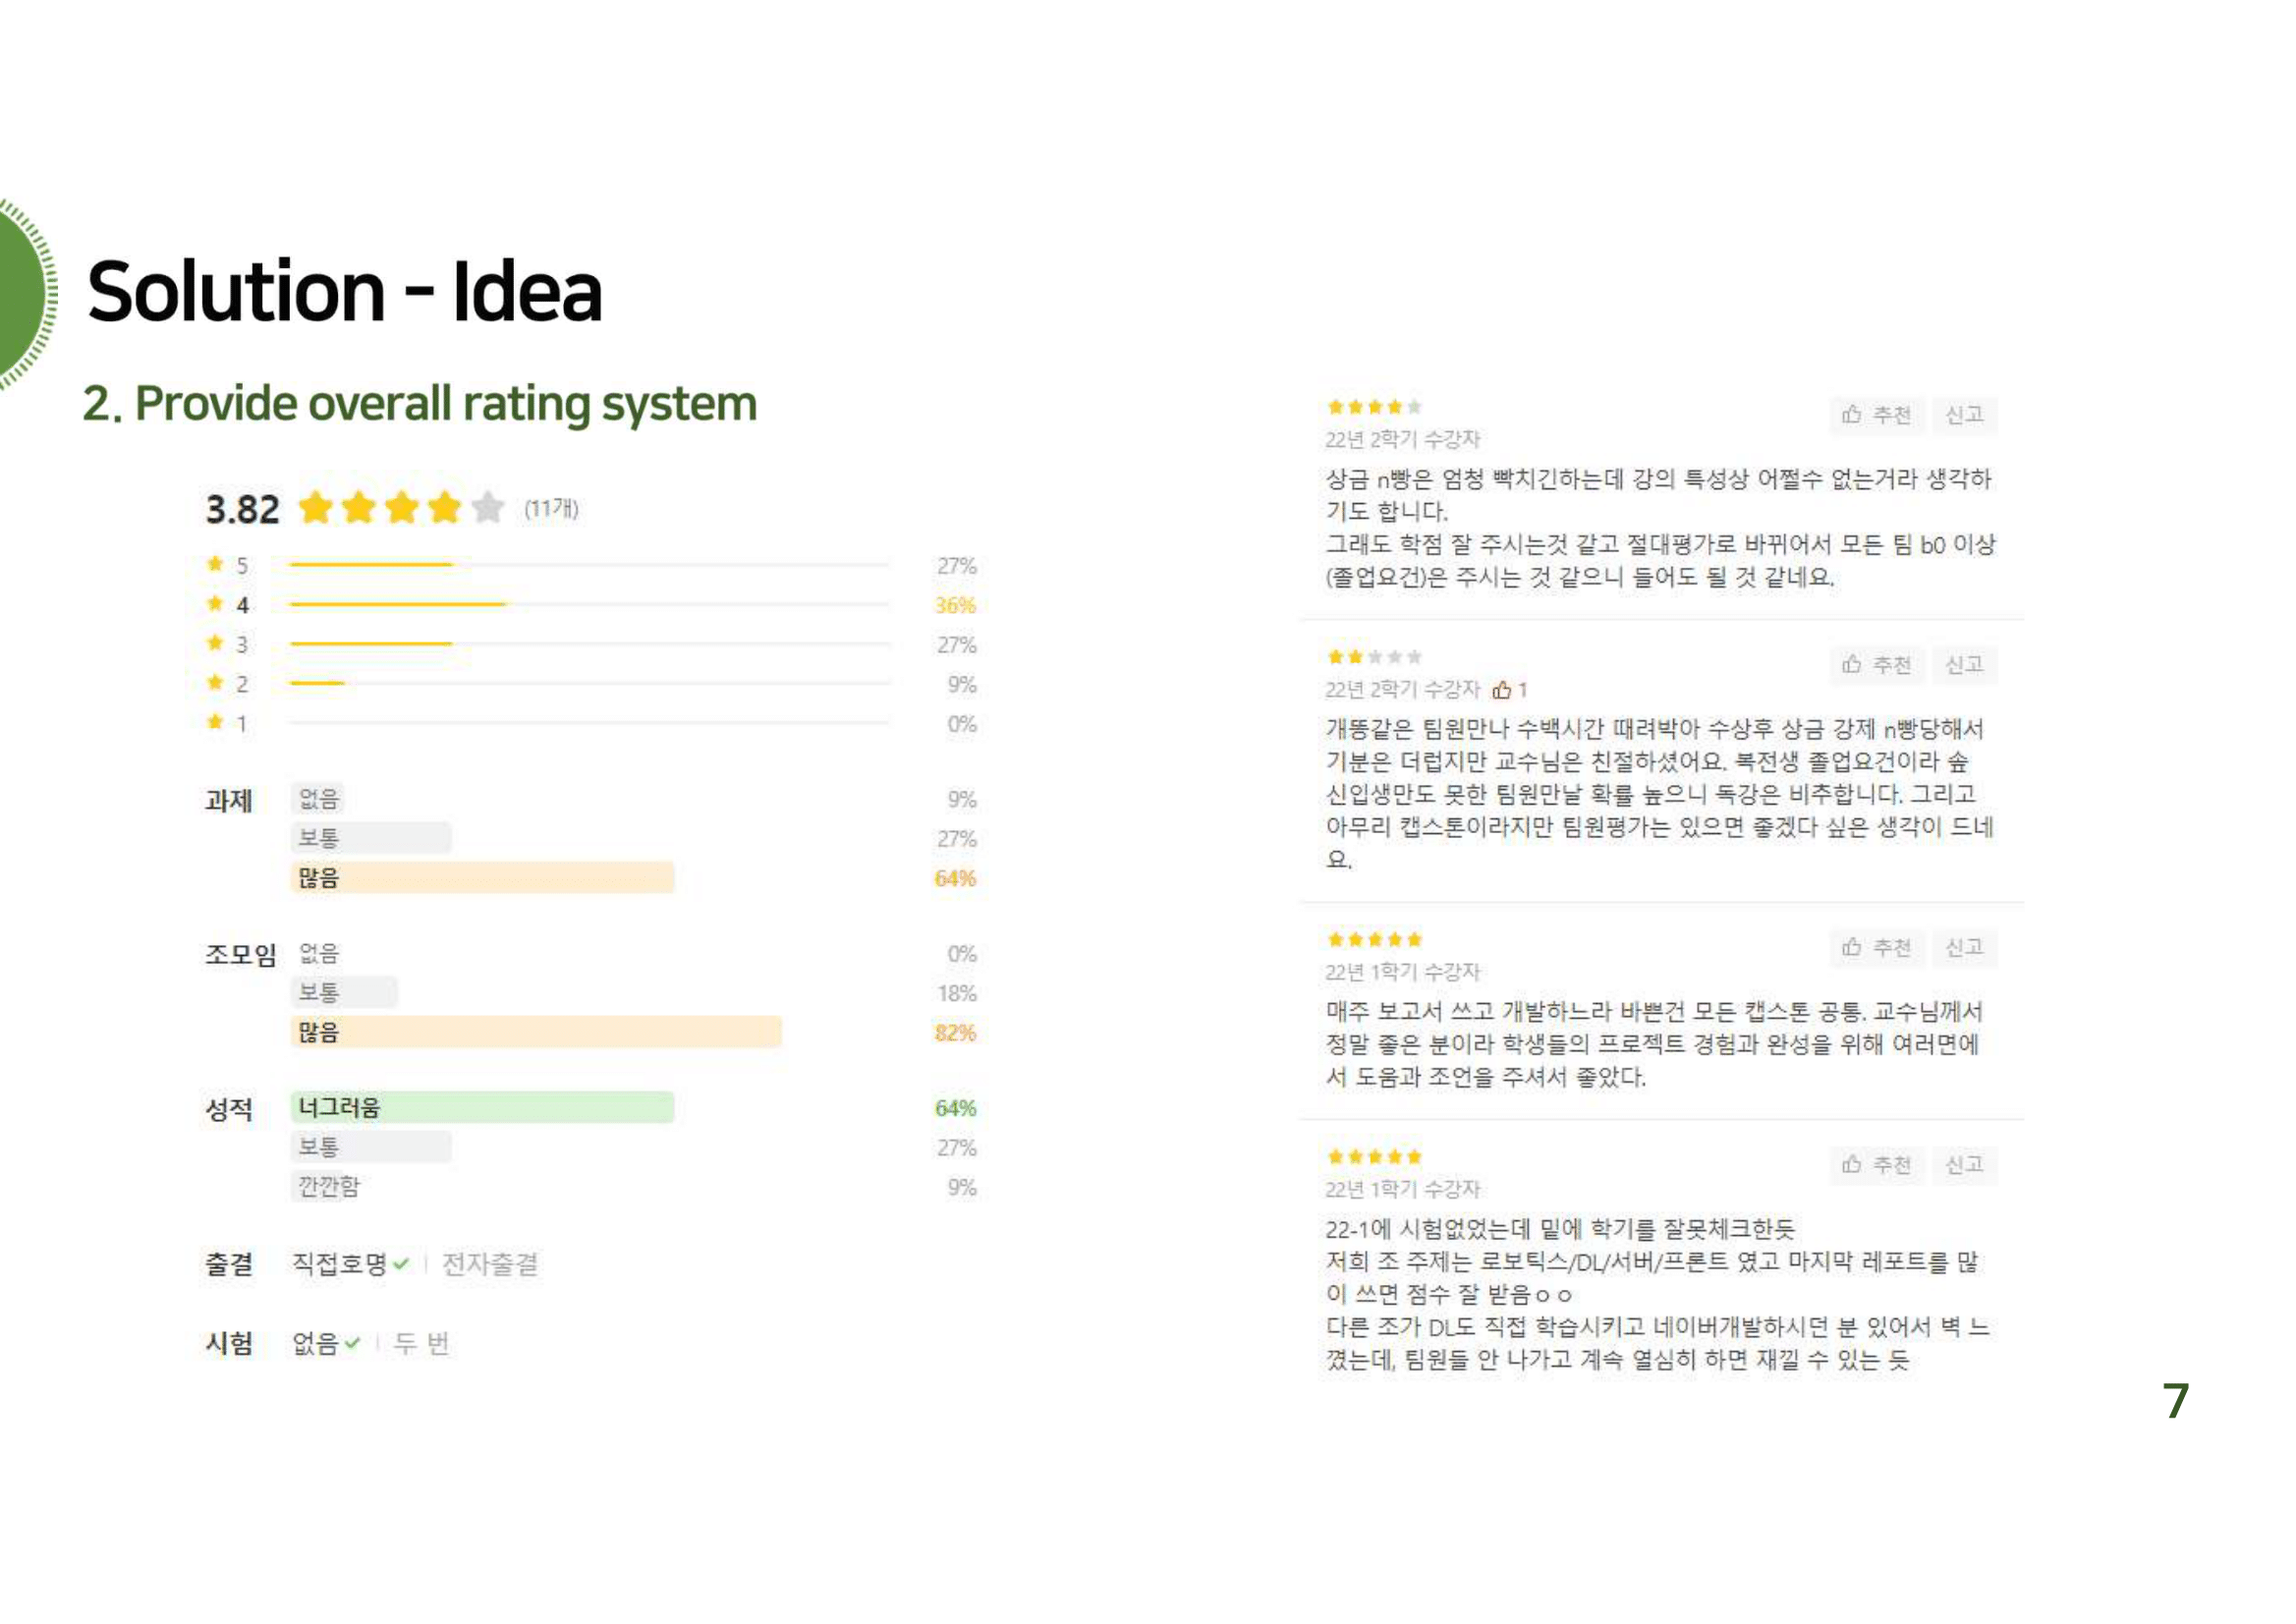 Solution - Idea
2. Provide overall rating system
3.82 (11개)
5 27%
4 36%
3 27%
2 9%
1 0%
과제 없음 9%
보통 27%
많음 64%
조모임 없음 0%
보통 18%
많음 82%
성적 너그러움 64%
보통 27%
깐깐함 9%
출결 직접호명 | 전자출결
시험 없음 | 두 번
추천 신고
22년 2학기 수강자
상금 n빵은 엄청 빡치긴하는데 강의 특성상 어쩔수 없는거라 생각하
기도 합니다.
그래도 학점 잘 주시는것 같고 절대평가로 바뀌어서 모든 팀 b0 이상
(졸업요건)은 주시는 것 같으니 들어도 될 것 같네요.
추천 신고
22년 2학기 수강자 1
개똥같은 팀원만나 수백시간 때려박아 수상후 상금 강제 n빵당해서
기분은 더럽지만 교수님은 친절하셨어요. 복전생 졸업요건이라 솦
신입생만도 못한 팀원만날 확률 높으니 독강은 비추합니다. 그리고
아무리 캡스톤이라지만 팀원평가는 있으면 좋겠다 싶은 생각이 드네
요.
추천 신고
22년 1학기 수강자
매주 보고서 쓰고 개발하느라 바쁜건 모든 캡스톤 공통. 교수님께서
정말 좋은 분이라 학생들의 프로젝트 경험과 완성을 위해 여러면에
서 도움과 조언을 주셔서 좋았다.
추천 신고
22년 1학기 수강자
22-1에 시험없었는데 밑에 학기를 잘못체크한듯
저희 조 주제는 로보틱스/DL/서버/프론트 였고 마지막 레포트를 많
이 쓰면 점수 잘 받음ㅇㅇ
다른 조가 DL도 직접 학습시키고 네이버개발하시던 분 있어서 벽 느
꼈는데, 팀원들 안 나가고 계속 열심히 하면 재낄 수 있는 듯
7